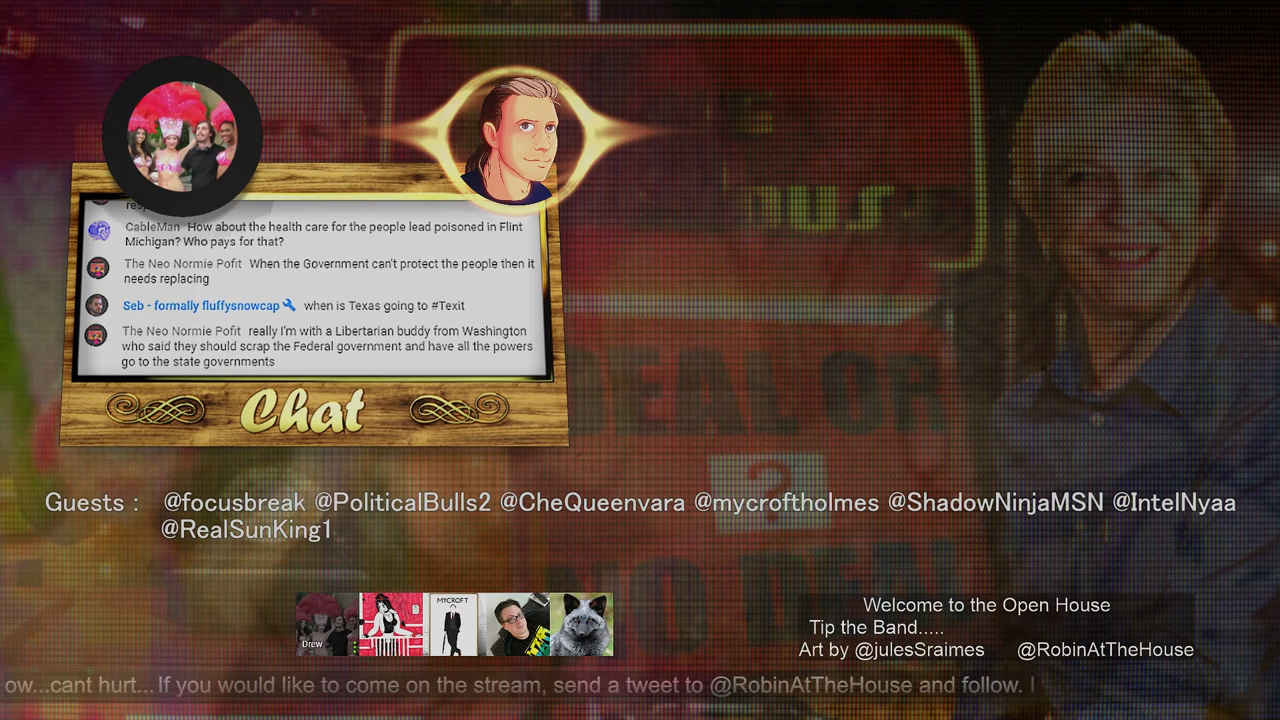 CableMan How about the health care for the people lead poisoned in Flint
Michigan? Who pays for that?
The Neo Normie Pofit When the Government can't protect the people then it
needs replacing
Seb - formally fluffysnowcap when is Texas going to #Texit
The Neo Normie Pofit really I'm with a Libertarian buddy from Washington
who said they should scrap the Federal government and have all the powers
go to the state governments
Chat
DEAL OR
?
NO DEAL
Guests : @focusbreak @PoliticalBulls2 @CheQueenvara @mycroftholmes @ShadowNinjaMSN @IntelNyaa
@RealSunKing1
Drew
MYCROFT
Welcome to the Open House
Tip the Band.....
Art by @julesSraimes @RobinAtTheHouse
ow...cant hurt... If you would like to come on the stream, send a tweet to @RobinAtTheHouse and follow. I